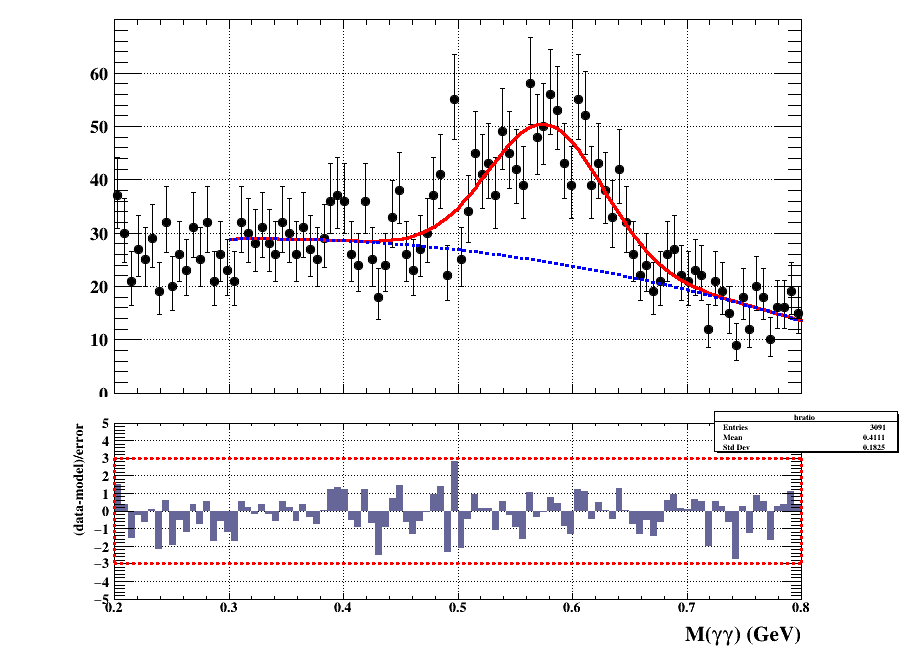 60
50
40
30
20
10
0
hratio
Entries 3091
Mean 0.4111
Std Dev 0.1825
(data-model)/error
5
4
3
2
1
0
−1
−2
−3
−4
−5
0.2 0.3 0.4 0.5 0.6 0.7 0.8
M(γγ) (GeV)